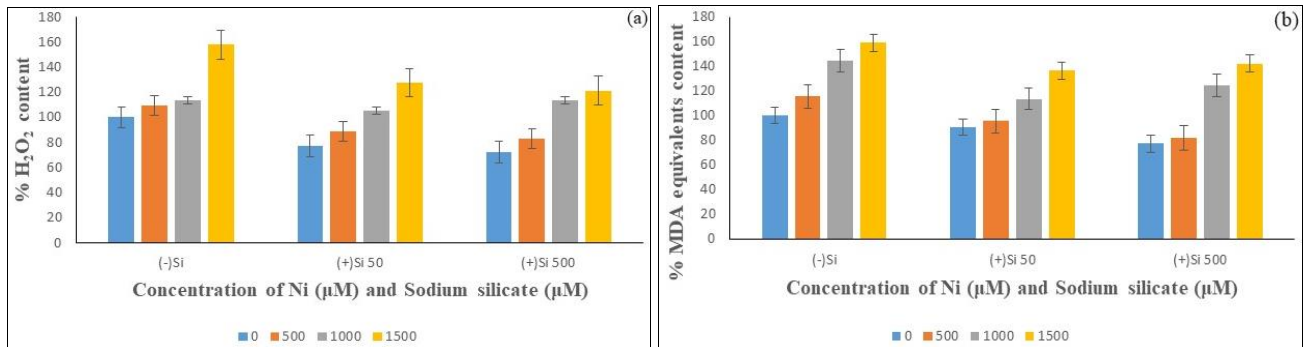 (a)
% H₂O₂ content
180
160
140
120
100
80
60
40
20
0
(-)Si (+)Si 50 (+)Si 500
Concentration of Ni (µM) and Sodium silicate (µM)
0 500 1000 1500
(b)
% MDA equivalents content
180
160
140
120
100
80
60
40
20
0
(-)Si (+)Si 50 (+)Si 500
Concentration of Ni (µM) and Sodium silicate (µM)
0 500 1000 1500